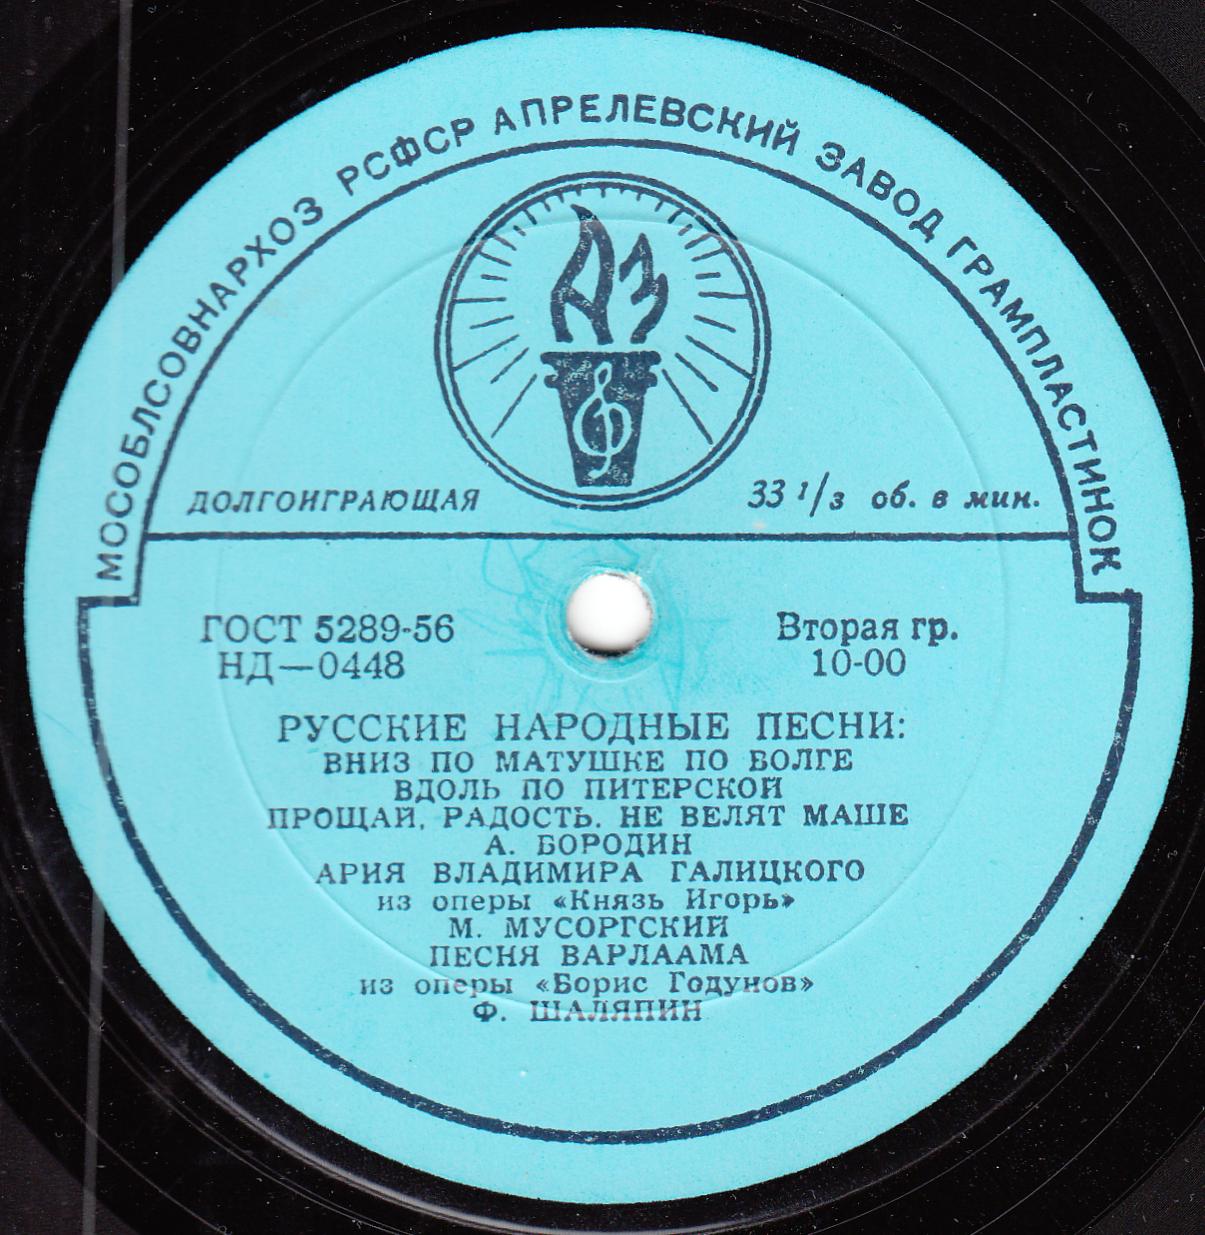 МОСОБЛСОВНАРХОЗ РСФСР АПРЕЛЕВСКИЙ ЗАВОД ГРАМПЛАСТИНОК
АЗ
ДОЛГОИГРАЮЩАЯ
33 1/3 об. в мин.
ГОСТ 5289-56
НД—0448
Вторая гр.
10-00
РУССКИЕ НАРОДНЫЕ ПЕСНИ:
ВНИЗ ПО МАТУШКЕ ПО ВОЛГЕ
ВДОЛЬ ПО ПИТЕРСКОЙ
ПРОЩАЙ, РАДОСТЬ. НЕ ВЕЛЯТ МАШЕ
А. БОРОДИН
АРИЯ ВЛАДИМИРА ГАЛИЦКОГО
из оперы «Князь Игорь»
М. МУСОРГСКИЙ
ПЕСНЯ ВАРЛААМА
из оперы «Борис Годунов»
Ф. ШАЛЯПИН